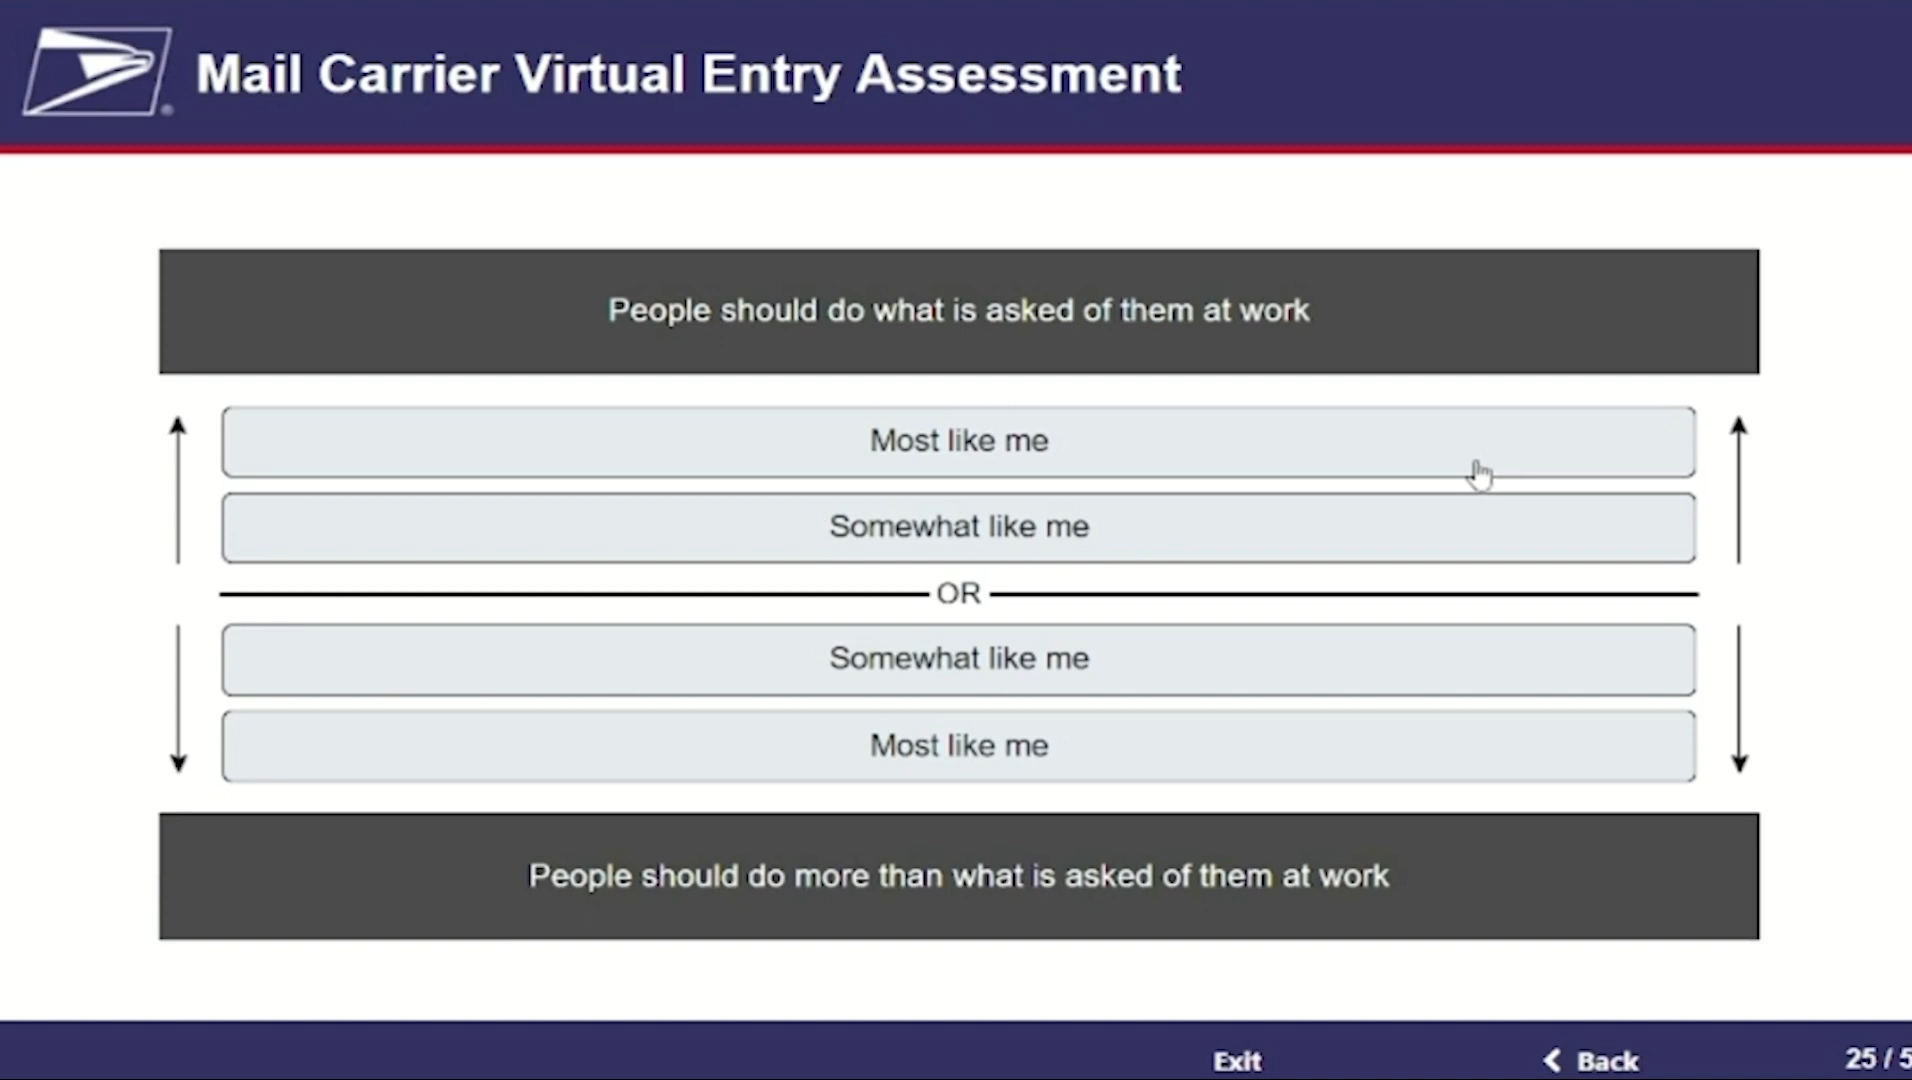 Mail Carrier Virtual Entry Assessment
People should do what is asked of them at work
Most like me
Somewhat like me
OR
Somewhat like me
Most like me
People should do more than what is asked of them at work
Exit
Back
25 / 5